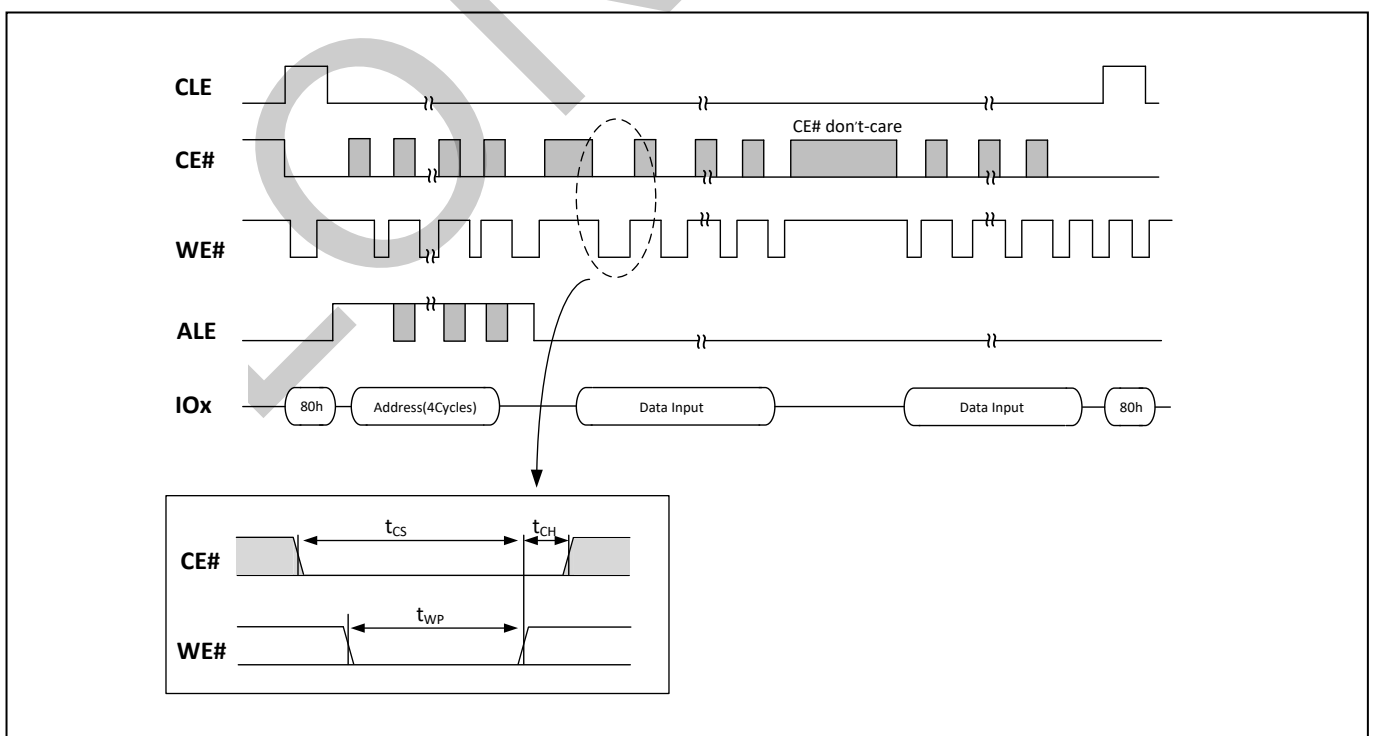 CLE
CE# don't-care
CE#
WE#
ALE
IOx
80h
Address(4Cycles)
Data Input
Data Input
80h
tCS
tCH
CE#
tWP
WE#